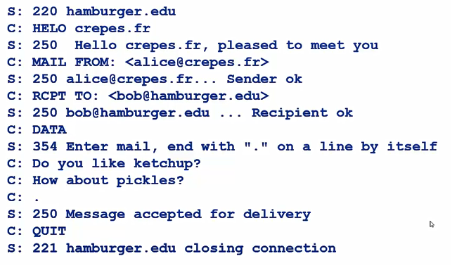 S: 220 hamburger.edu
C: HELO crepes.fr
S: 250  Hello crepes.fr, pleased to meet you
C: MAIL FROM: <alice@crepes.fr>
S: 250 alice@crepes.fr... Sender ok
C: RCPT TO: <bob@hamburger.edu>
S: 250 bob@hamburger.edu ... Recipient ok
C: DATA
S: 354 Enter mail, end with "." on a line by itself
C: Do you like ketchup?
C: How about pickles?
C: .
S: 250 Message accepted for delivery
C: QUIT
S: 221 hamburger.edu closing connection